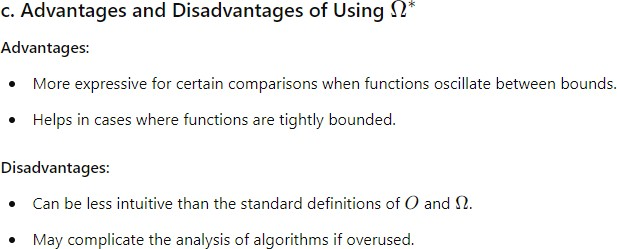 c. Advantages and Disadvantages of Using Ω*
Advantages:
• More expressive for certain comparisons when functions oscillate between bounds.
• Helps in cases where functions are tightly bounded.
Disadvantages:
• Can be less intuitive than the standard definitions of O and Ω.
• May complicate the analysis of algorithms if overused.